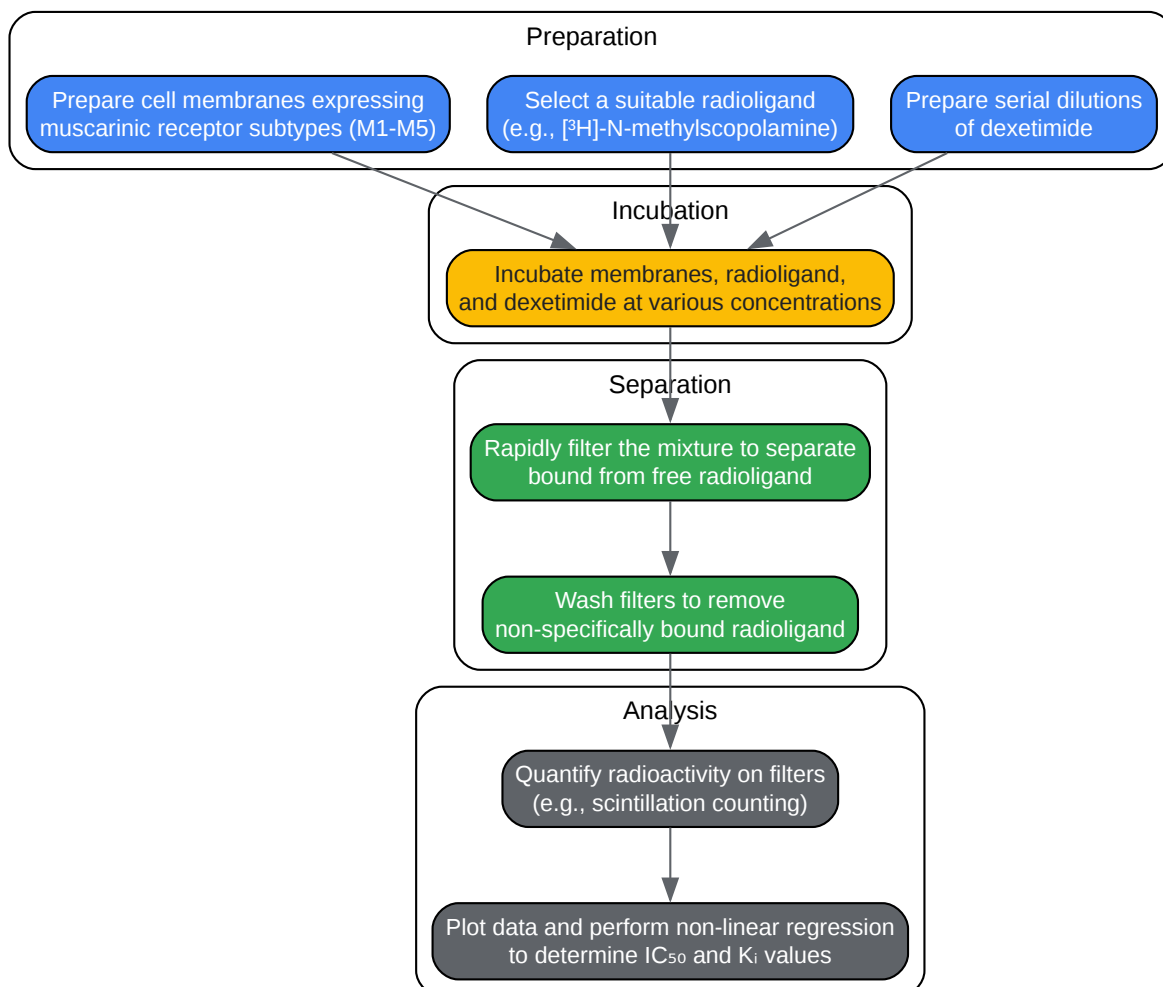 Preparation
Prepare cell membranes expressing
muscarinic receptor subtypes (M1-M5)
Select a suitable radioligand
(e.g., [³H]-N-methylscopolamine)
Prepare serial dilutions
of dexetimide
Incubation
Incubate membranes, radioligand,
and dexetimide at various concentrations
Separation
Rapidly filter the mixture to separate
bound from free radioligand
Wash filters to remove
non-specifically bound radioligand
Analysis
Quantify radioactivity on filters
(e.g., scintillation counting)
Plot data and perform non-linear regression
to determine IC₅₀ and Kᵢ values